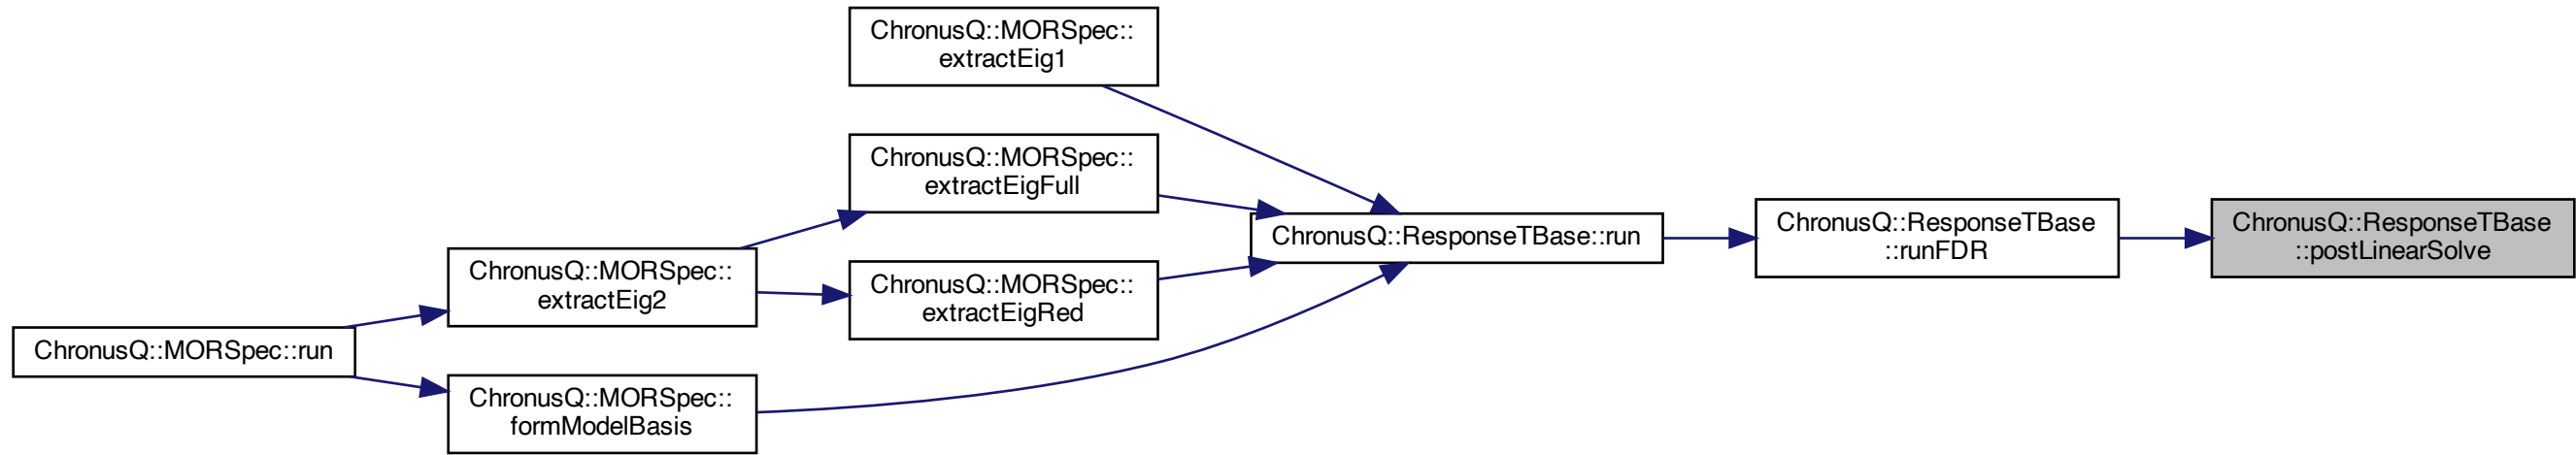 ChronusQ::MORSpec::
extractEig1
ChronusQ::MORSpec::
extractEigFull
ChronusQ::MORSpec::
extractEigRed
ChronusQ::MORSpec::
extractEig2
ChronusQ::MORSpec::run
ChronusQ::MORSpec::
formModelBasis
ChronusQ::ResponseTBase::run
ChronusQ::ResponseTBase
::runFDR
ChronusQ::ResponseTBase
::postLinearSolve